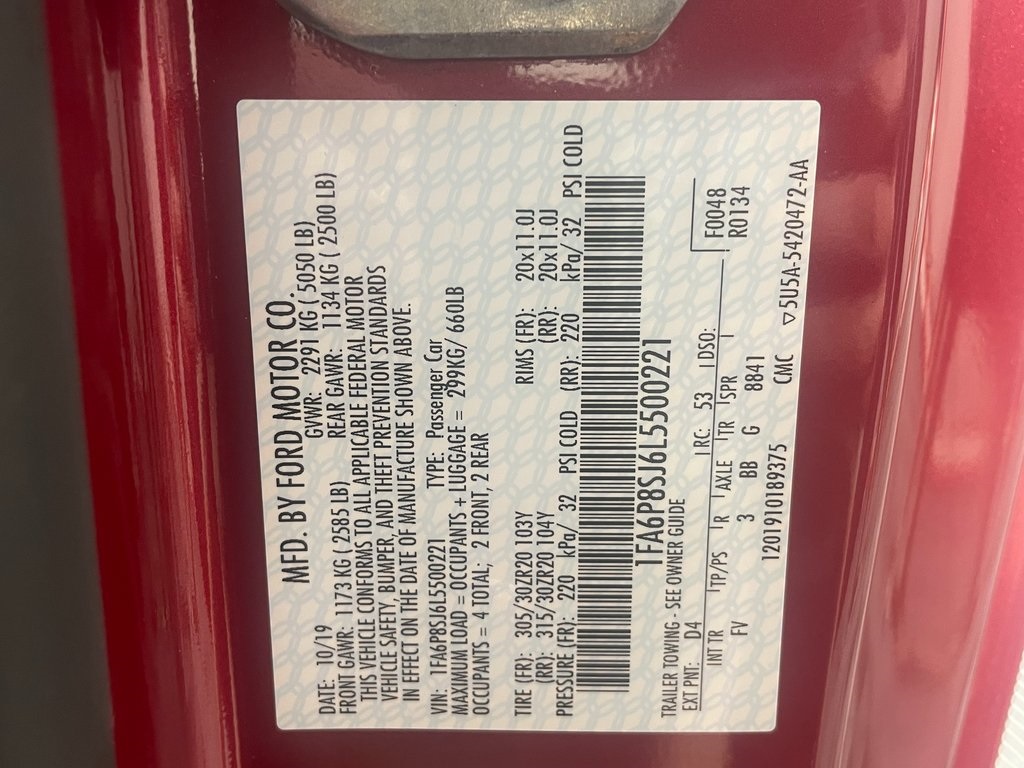 MFD. BY FORD MOTOR CO.
DATE: 10/19 GVWR: 2291 KG ( 5050 LB)
FRONT GAWR: 1173 KG ( 2585 LB) REAR GAWR: 1134 KG ( 2500 LB)
THIS VEHICLE CONFORMS TO ALL APPLICABLE FEDERAL MOTOR
VEHICLE SAFETY, BUMPER, AND THEFT PREVENTION STANDARDS
IN EFFECT ON THE DATE OF MANUFACTURE SHOWN ABOVE.
VIN: 1FA6P8SJ6L5500221 TYPE: Passenger Car
MAXIMUM LOAD = OCCUPANTS + LUGGAGE = 299KG/ 660LB
OCCUPANTS = 4 TOTAL; 2 FRONT, 2 REAR
TIRE (FR): 305/30ZR20 103Y RIMS (FR): 20x11.0J
(RR): 315/30ZR20 104Y (RR): 20x11.0J
PRESSURE (FR): 220 kPa/ 32 PSI COLD (RR): 220 kPa/ 32 PSI COLD
1FA6P8SJ6L5500221
TRAILER TOWING - SEE OWNER GUIDE
EXT PNT: D4 RC: 53 DSO: F0048
INT TR TP/PS R AXLE TR SPR R0134
FV 3 BB G 8841
1201910189375 CMC ▽5U5A-5420472-AA